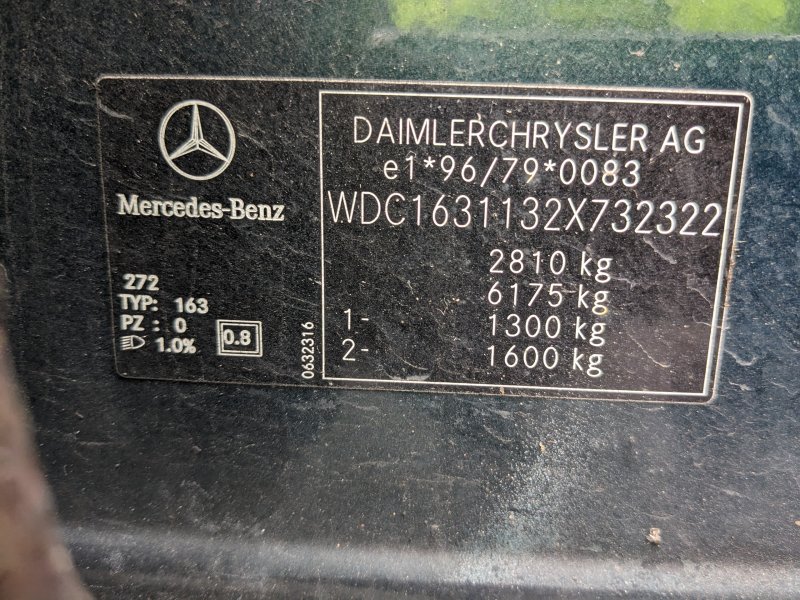 Mercedes-Benz
272
TYP: 163
PZ : 0
1.0%
0.8
0632316
DAIMLERCHRYSLER AG
e1*96/79*0083
WDC1631132X732322
2810 kg
6175 kg
1- 1300 kg
2- 1600 kg